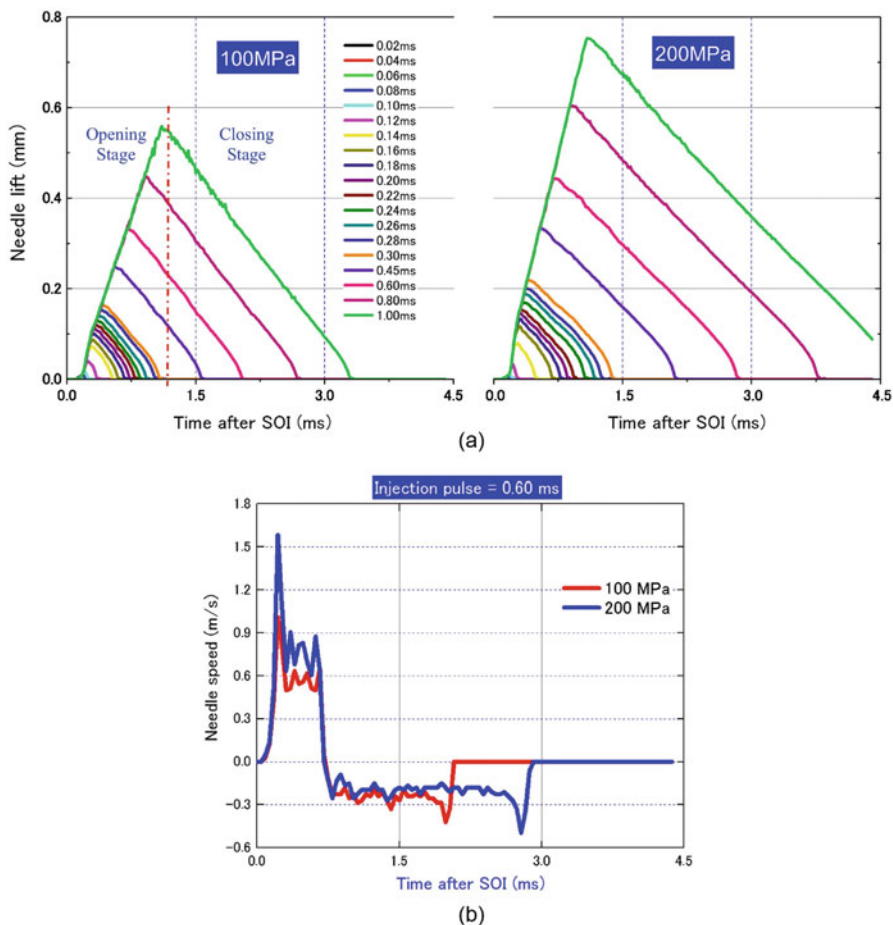 0.8
0.6
0.4
0.2
0.0
Needle lift (mm)
100MPa
Opening
Stage
Closing
Stage
0.02ms
0.04ms
0.06ms
0.08ms
0.10ms
0.12ms
0.14ms
0.16ms
0.18ms
0.20ms
0.22ms
0.24ms
0.26ms
0.28ms
0.30ms
0.45ms
0.60ms
0.80ms
1.00ms
0.0 1.5 3.0 4.5
Time after SOI (ms)
200MPa
0.0 1.5 3.0 4.5
Time after SOI (ms)
(a)
Injection pulse = 0.60 ms
1.8
1.5
1.2
0.9
0.6
0.3
0.0
-0.3
-0.6
Needle speed (m/s)
100 MPa
200 MPa
0.0 1.5 3.0 4.5
Time after SOI (ms)
(b)